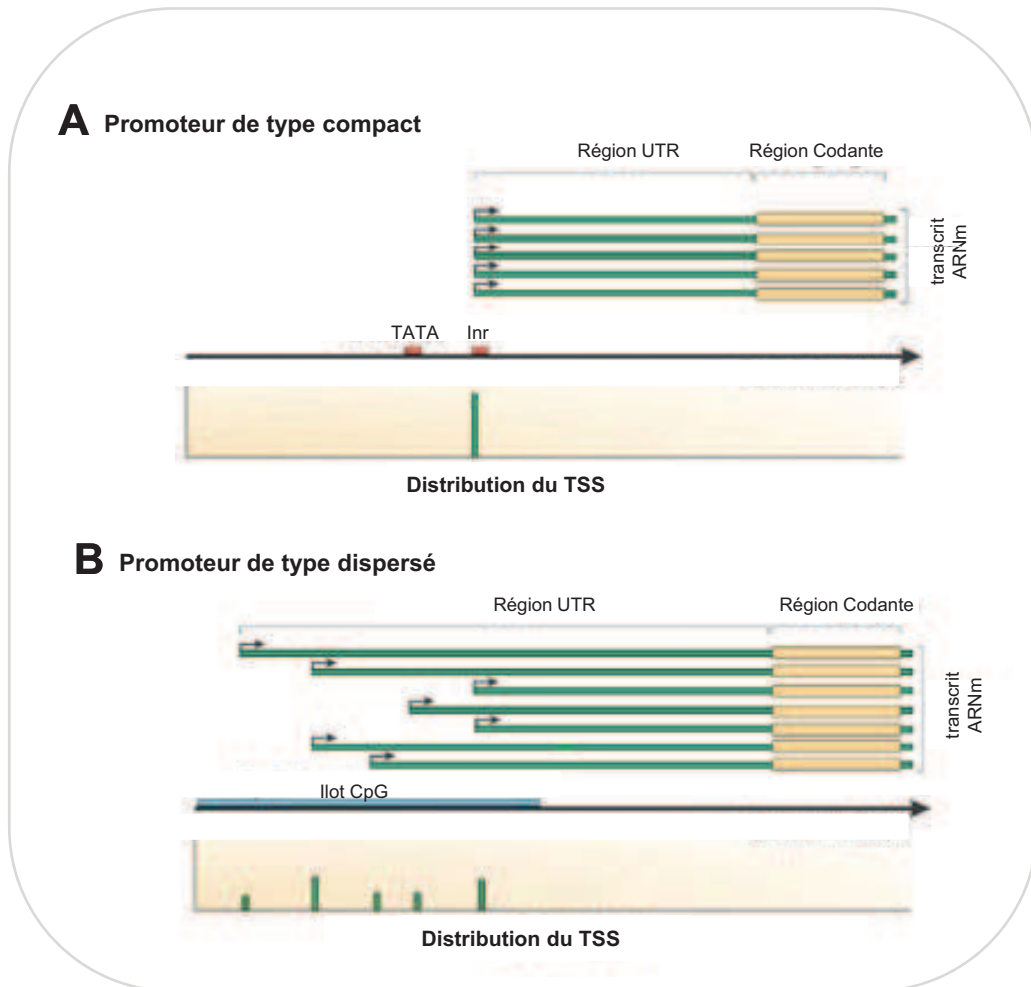 A Promoteur de type compact
Région UTR Région Codante
transcrit
ARNm
TATA Inr
Distribution du TSS
B Promoteur de type dispersé
Région UTR Région Codante
transcrit
ARNm
Ilot CpG
Distribution du TSS